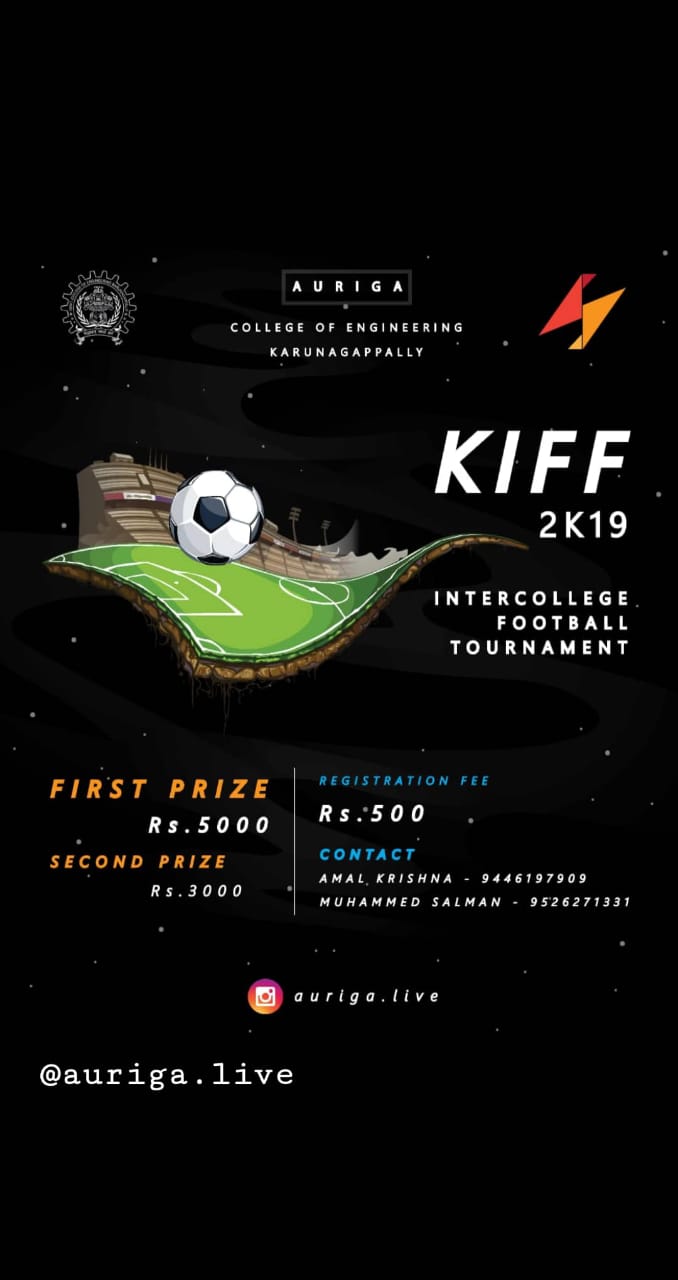 AURIGA
COLLEGE OF ENGINEERING
KARUNAGAPPALLY
KIFF
2K19
INTERCOLLEGE
FOOTBALL
TOURNAMENT
FIRST PRIZE
Rs.5000
SECOND PRIZE
Rs.3000
REGISTRATION FEE
Rs.500
CONTACT
AMAL KRISHNA - 9446197909
MUHAMMED SALMAN - 9526271331
auriga.live
@auriga.live